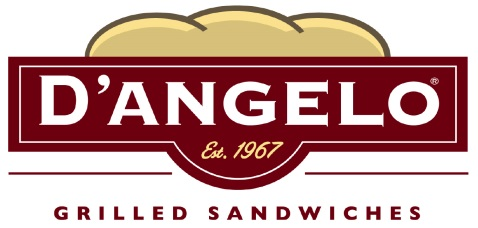 D'ANGELO®
Est. 1967
GRILLED SANDWICHES